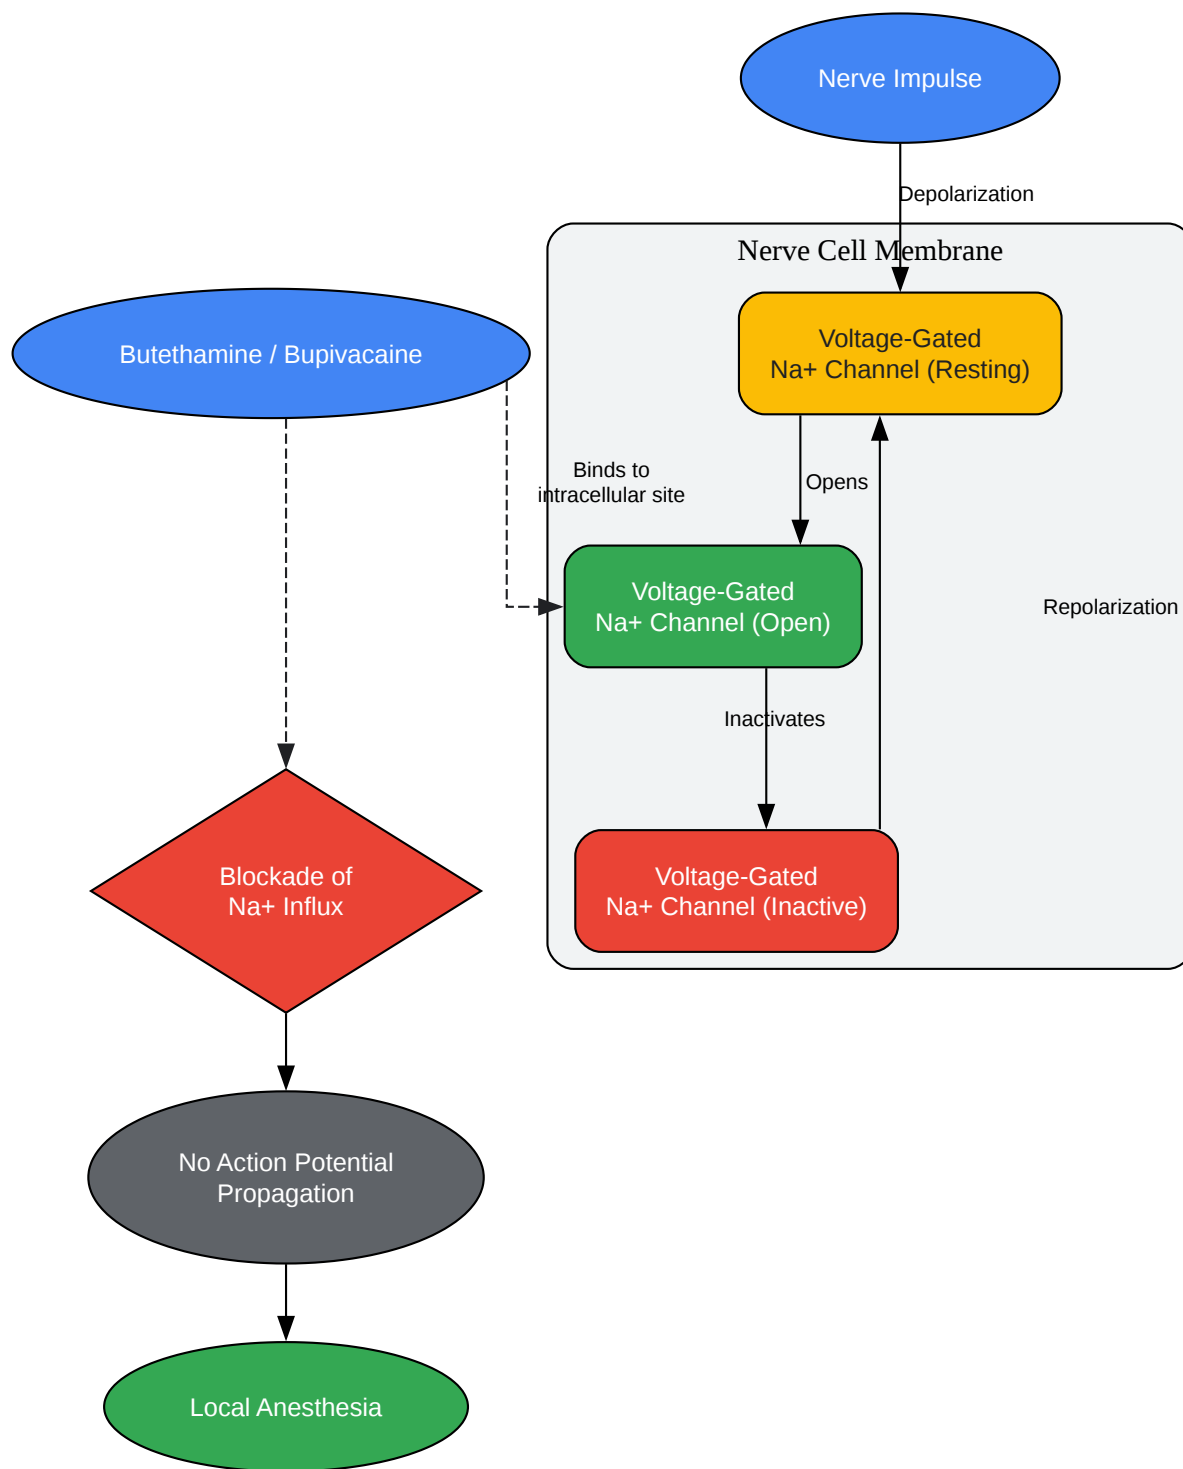 Nerve Impulse
Depolarization
Nerve Cell Membrane
Voltage-Gated
Na+ Channel (Resting)
Butethamine / Bupivacaine
Binds to
intracellular site
Opens
Voltage-Gated
Na+ Channel (Open)
Repolarization
Inactivates
Voltage-Gated
Na+ Channel (Inactive)
Blockade of
Na+ Influx
No Action Potential
Propagation
Local Anesthesia